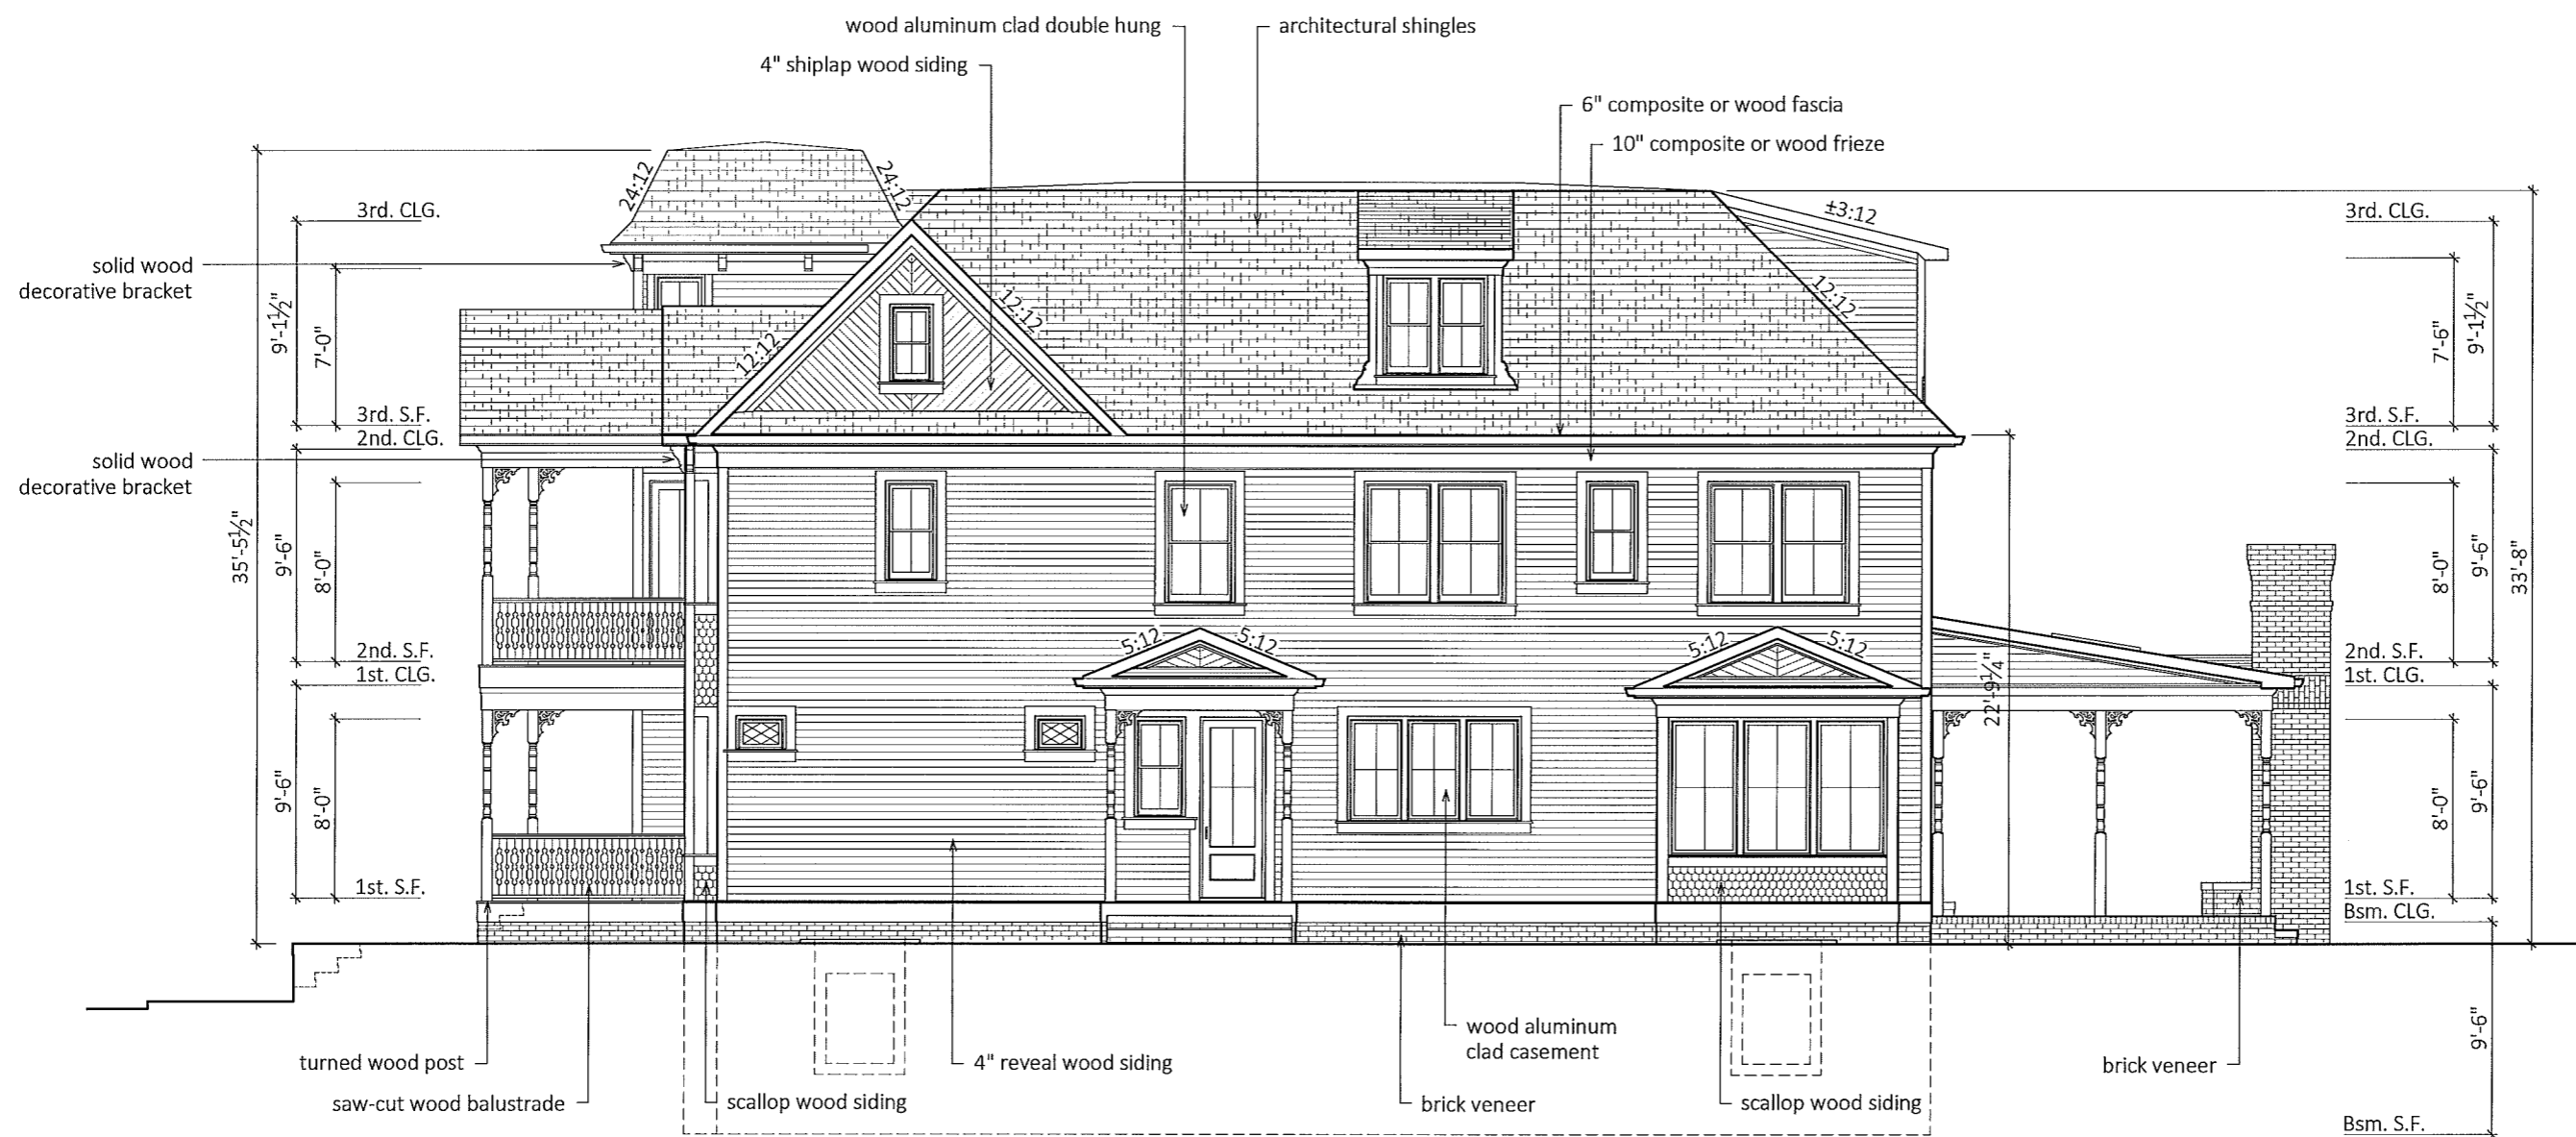 wood aluminum clad double hung
architectural shingles
4" shiplap wood siding
6" composite or wood fascia
10" composite or wood frieze
24:12
24:12
±3:12
3rd. CLG.
3rd. CLG.
solid wood
decorative bracket
9'-1½"
7'-0"
12:12
12:12
12:12
7'-6"
9'-1½"
3rd. S.F.
2nd. CLG.
3rd. S.F.
2nd. CLG.
solid wood
decorative bracket
35'-5½"
9'-6"
8'-0"
8'-0"
9'-6"
33'-8"
5:12
5:12
5:12
5:12
22'-9¼"
2nd. S.F.
1st. CLG.
2nd. S.F.
1st. CLG.
9'-6"
8'-0"
8'-0"
9'-6"
1st. S.F.
1st. S.F.
Bsm. CLG.
turned wood post
4" reveal wood siding
wood aluminum
clad casement
brick veneer
9'-6"
saw-cut wood balustrade
scallop wood siding
brick veneer
scallop wood siding
Bsm. S.F.